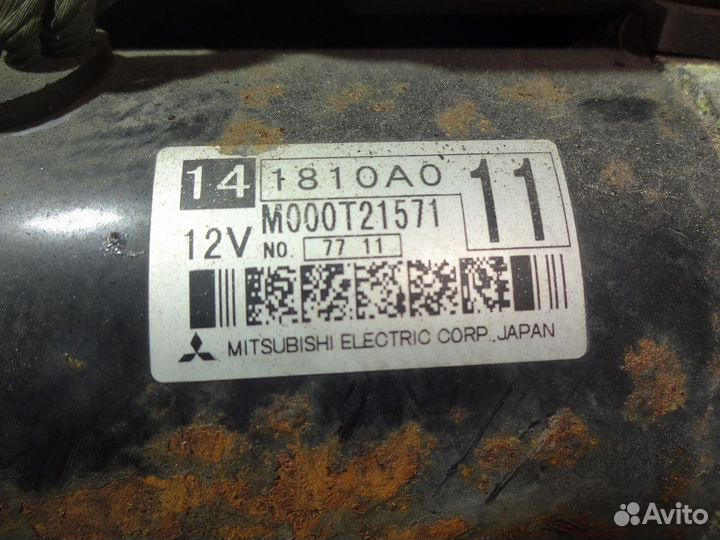 14 1810A0 11
12V M000T21571
NO. 77 11
MITSUBISHI ELECTRIC CORP., JAPAN
Avito